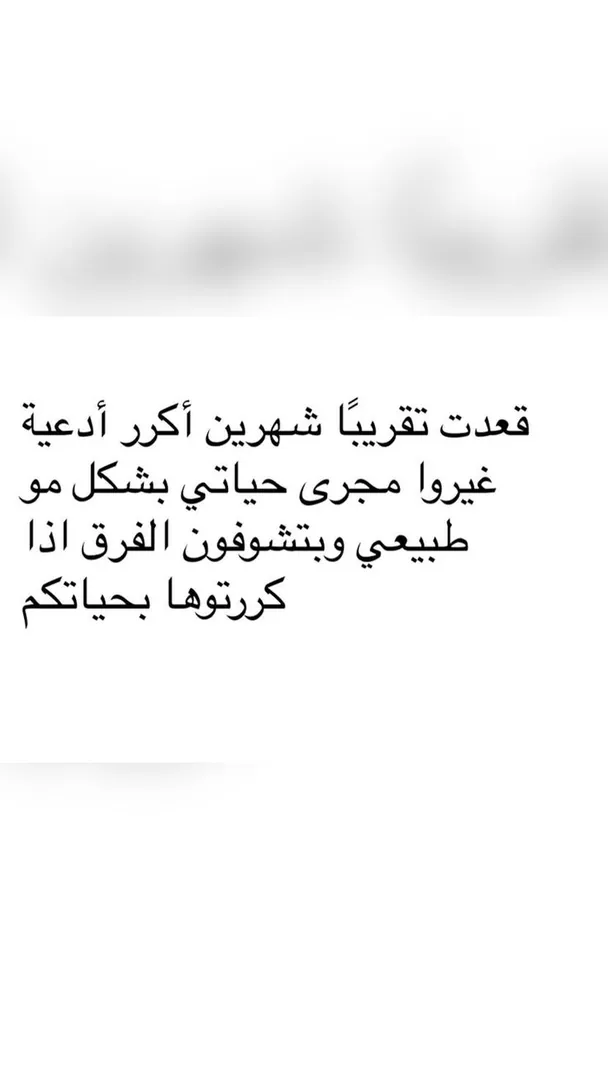 قعدت تقريبًا شهرين أكرر أدعية
غيروا مجرى حياتي بشكل مو
طبيعي وبتشوفون الفرق اذا
كررتوها بحياتكم